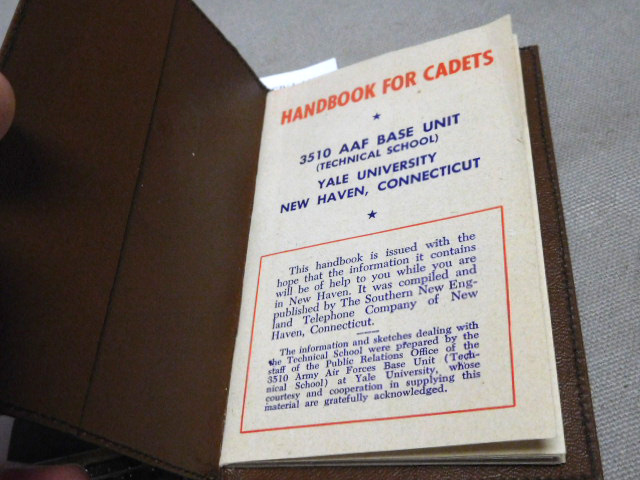 HANDBOOK FOR CADETS
3510 AAF BASE UNIT
(TECHNICAL SCHOOL)
YALE UNIVERSITY
NEW HAVEN, CONNECTICUT
This handbook is issued with the
hope that the information it contains
will be of help to you while you are
in New Haven. It was compiled and
published by The Southern New Eng-
land Telephone Company of New
Haven, Connecticut.
The information and sketches dealing with
the Technical School were prepared by the
staff of the Public Relations Office of the
3510 Army Air Forces Base Unit (Tech-
nical School) at Yale University, whose
courtesy and cooperation in supplying this
material are gratefully acknowledged.